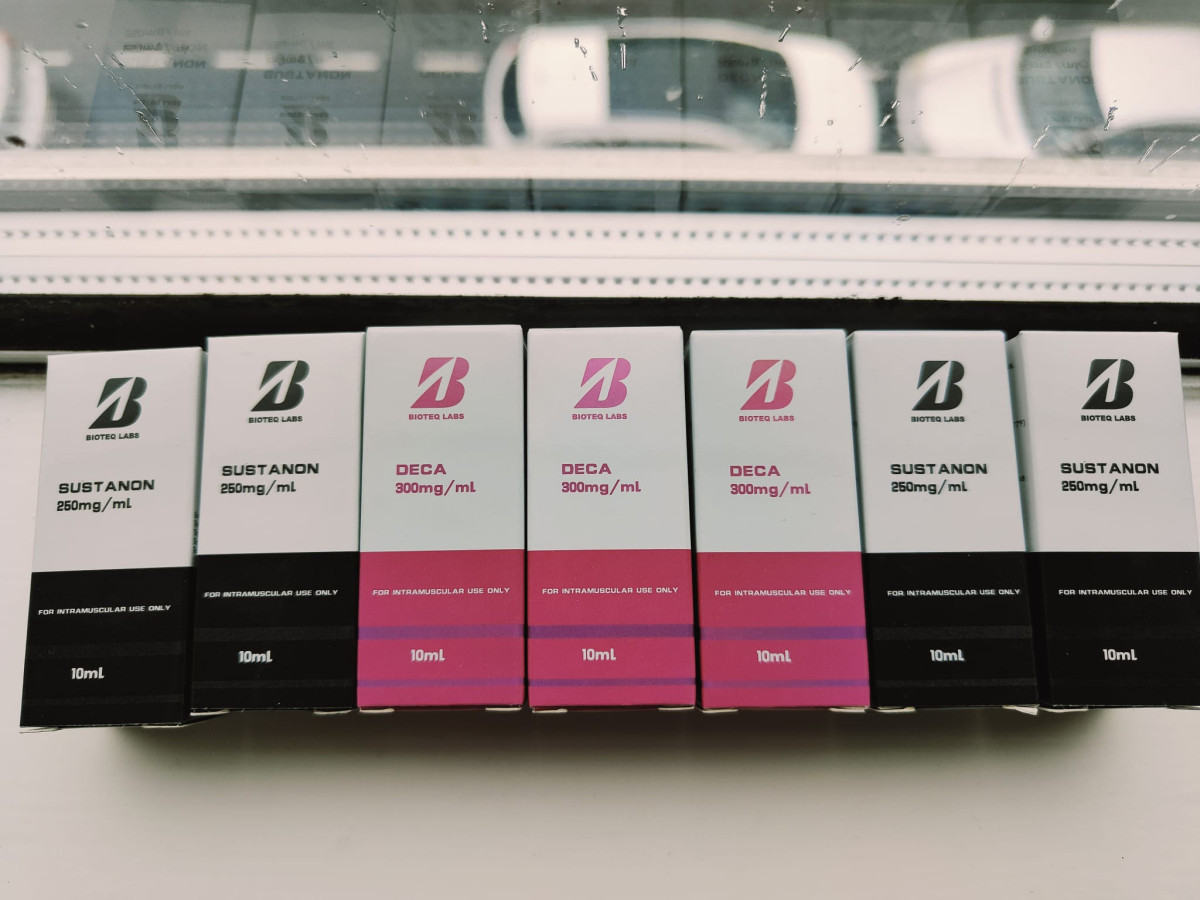 BIOTEQ LABS
SUSTANON
250mg/mL
FOR INTRAMUSCULAR USE ONLY
10mL
BIOTEQ LABS
SUSTANON
250mg/mL
FOR INTRAMUSCULAR USE ONLY
10mL
BIOTEQ LABS
DECA
300mg/mL
FOR INTRAMUSCULAR USE ONLY
10mL
BIOTEQ LABS
DECA
300mg/mL
FOR INTRAMUSCULAR USE ONLY
10mL
BIOTEQ LABS
DECA
300mg/mL
FOR INTRAMUSCULAR USE ONLY
10mL
BIOTEQ LABS
SUSTANON
250mg/mL
FOR INTRAMUSCULAR USE ONLY
10mL
BIOTEQ LABS
SUSTANON
250mg/mL
FOR INTRAMUSCULAR USE ONLY
10mL